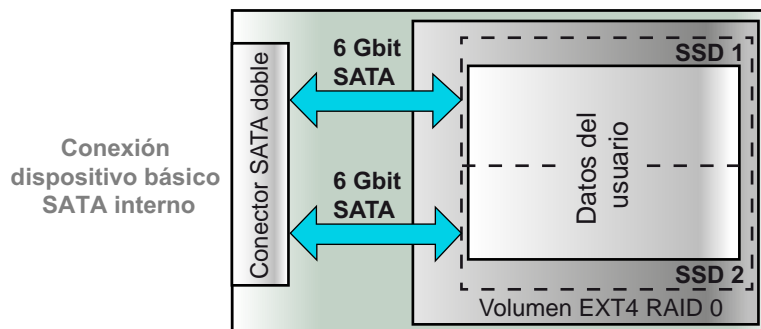 Conexión
dispositivo básico
SATA interno
Conector SATA doble
6 Gbit
SATA
6 Gbit
SATA
SSD 1
Datos del
usuario
SSD 2
Volumen EXT4 RAID 0